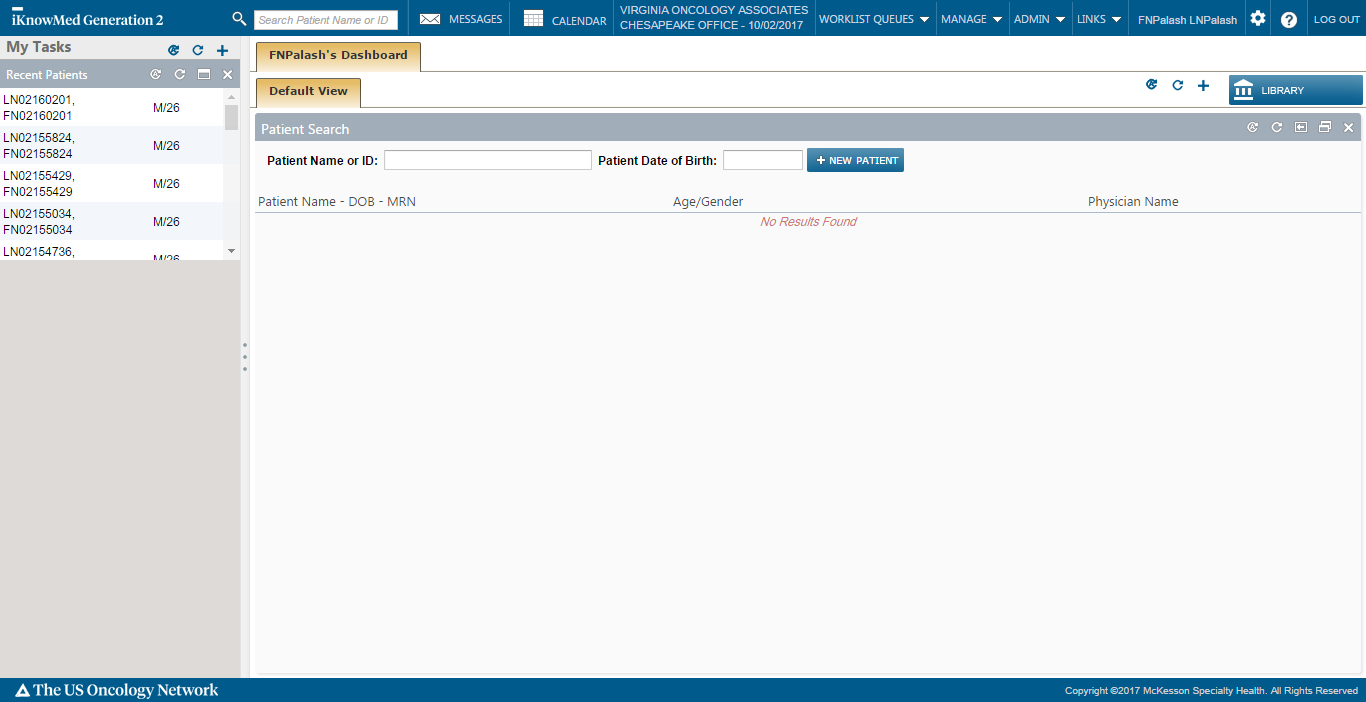 iKnowMed Generation 2
Search Patient Name or ID
MESSAGES
CALENDAR
VIRGINIA ONCOLOGY ASSOCIATES
CHESAPEAKE OFFICE - 10/02/2017
WORKLIST QUEUES
MANAGE
ADMIN
LINKS
FNPalash LNPalash
?
LOG OUT
My Tasks
Recent Patients
LN02160201,
FN02160201
M/26
LN02155824,
FN02155824
M/26
LN02155429,
FN02155429
M/26
LN02155034,
FN02155034
M/26
LN02154736,
M/26
FNPalash's Dashboard
Default View
LIBRARY
Patient Search
Patient Name or ID:
Patient Date of Birth:
+ NEW PATIENT
Patient Name - DOB - MRN
Age/Gender
Physician Name
No Results Found
The US Oncology Network
Copyright ©2017 McKesson Specialty Health. All Rights Reserved